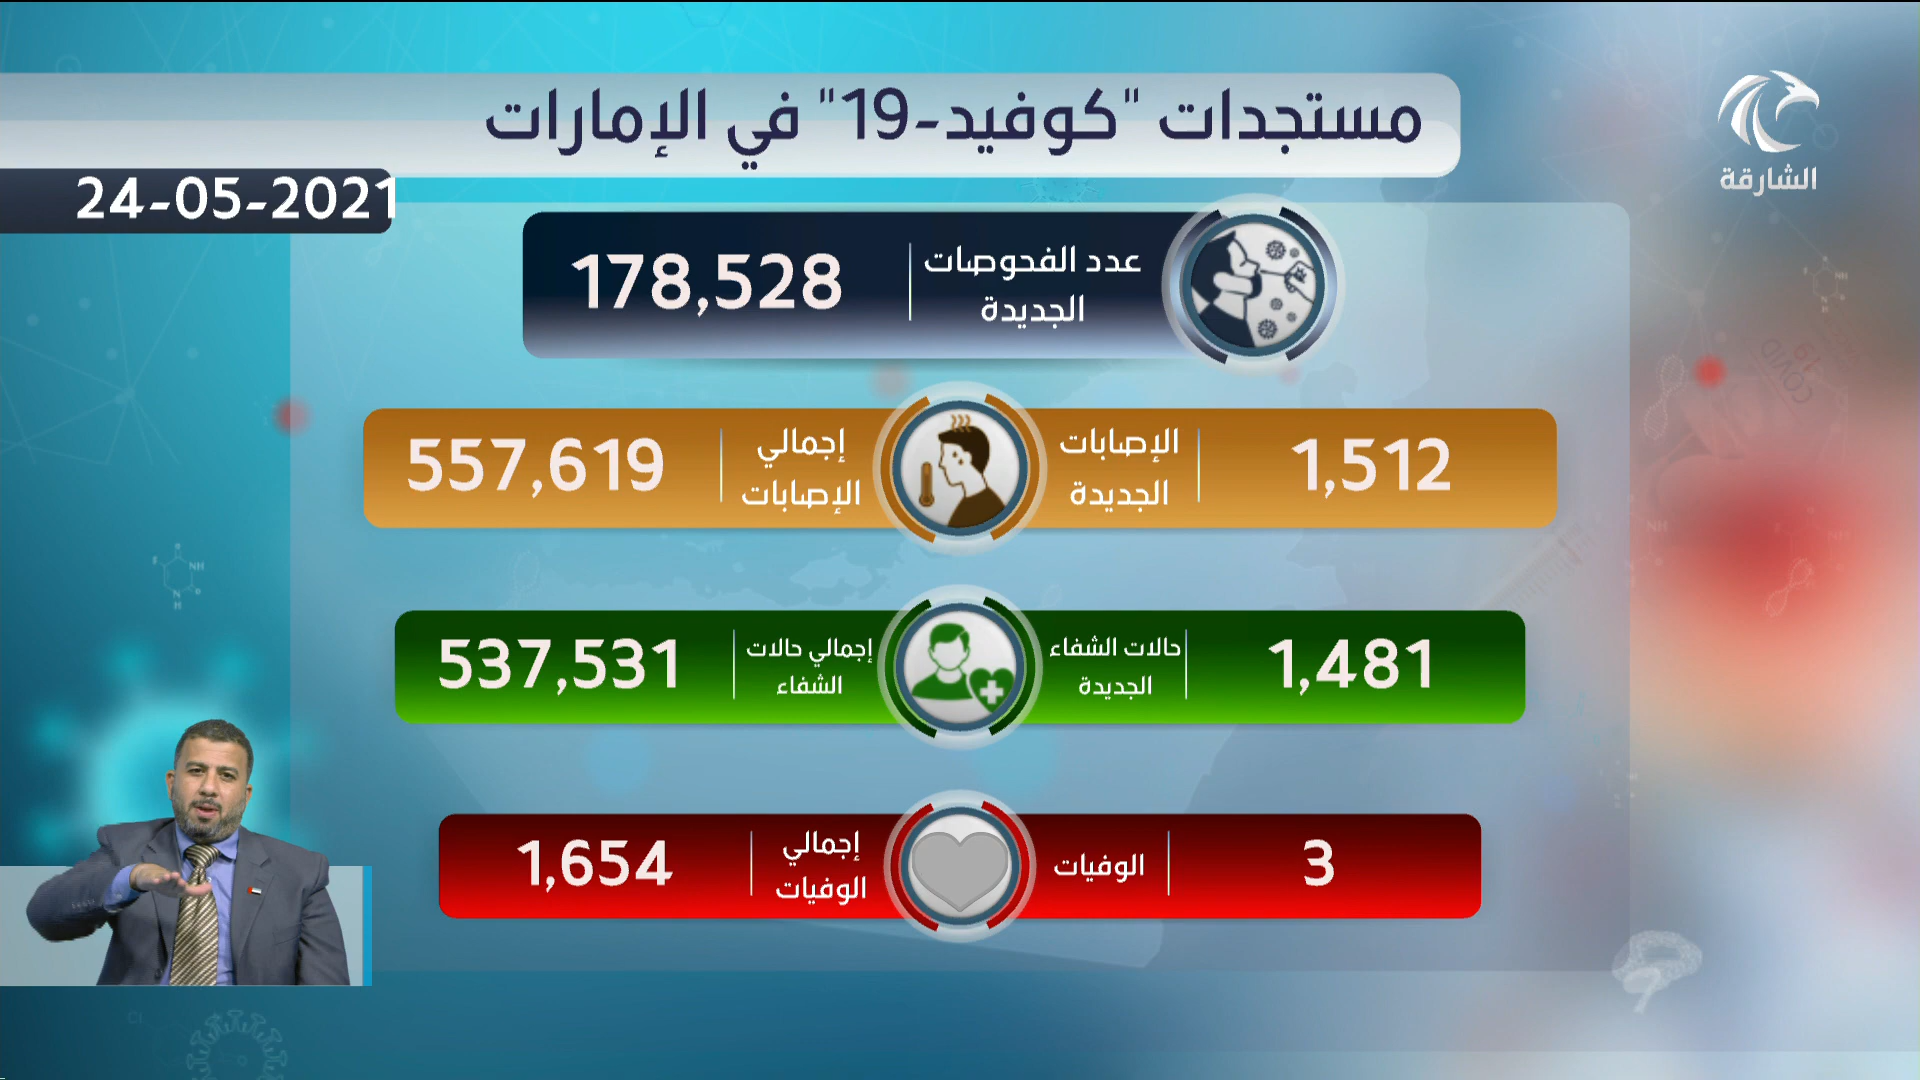 مستجدات "كوفيد-19" في الإمارات
الشارقة
24-05-2021
عدد الفحوصات
الجديدة
178,528
1,512
الإصابات
الجديدة
إجمالي
الإصابات
557,619
1,481
حالات الشفاء
الجديدة
إجمالي حالات
الشفاء
537,531
3
الوفيات
إجمالي
الوفيات
1,654
COVID
19